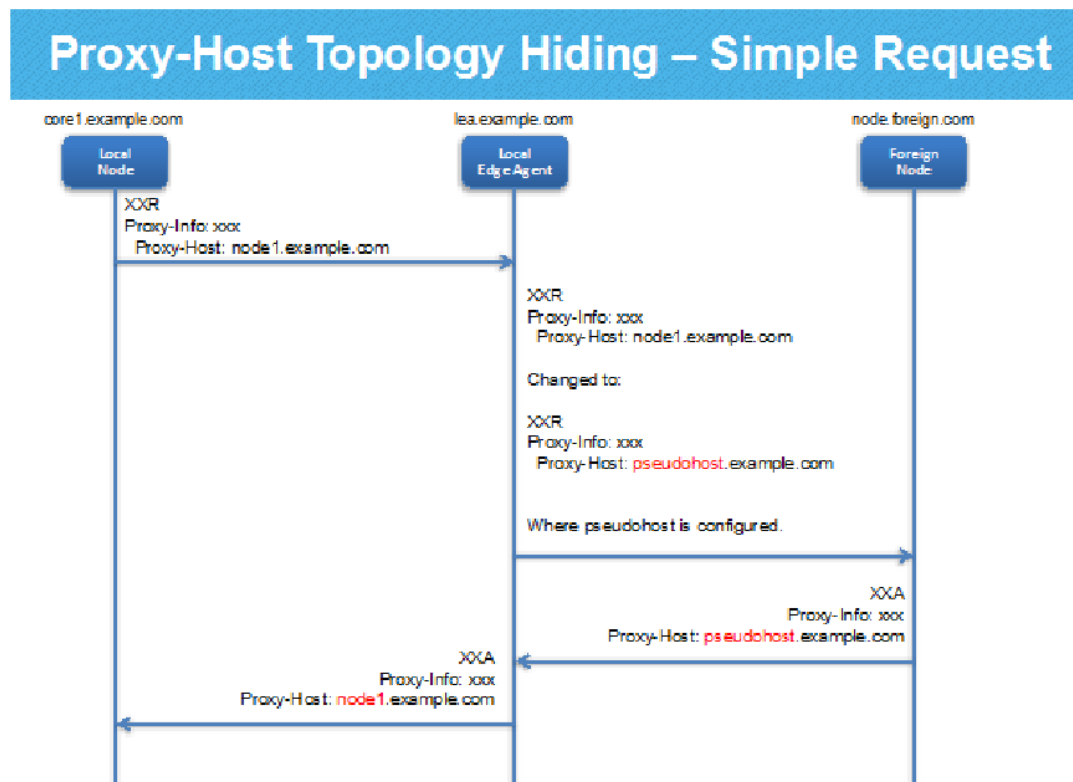 Proxy-Host Topology Hiding – Simple Request
core1.example.com
lea.example.com
node.foreign.com
Local
Node
Local
Edge Agent
Foreign
Node
XXR
Proxy-Info: xxx
Proxy-Host: node1.example.com
XXR
Proxy-Info: xxx
Proxy-Host: node1.example.com
Changed to:
XXR
Proxy-Info: xxx
Proxy-Host: pseudohost.example.com
Where pseudohost is configured.
XXA
Proxy-Info: xxx
Proxy-Host: pseudohost.example.com
XXA
Proxy-Info: xxx
Proxy-Host: node1.example.com